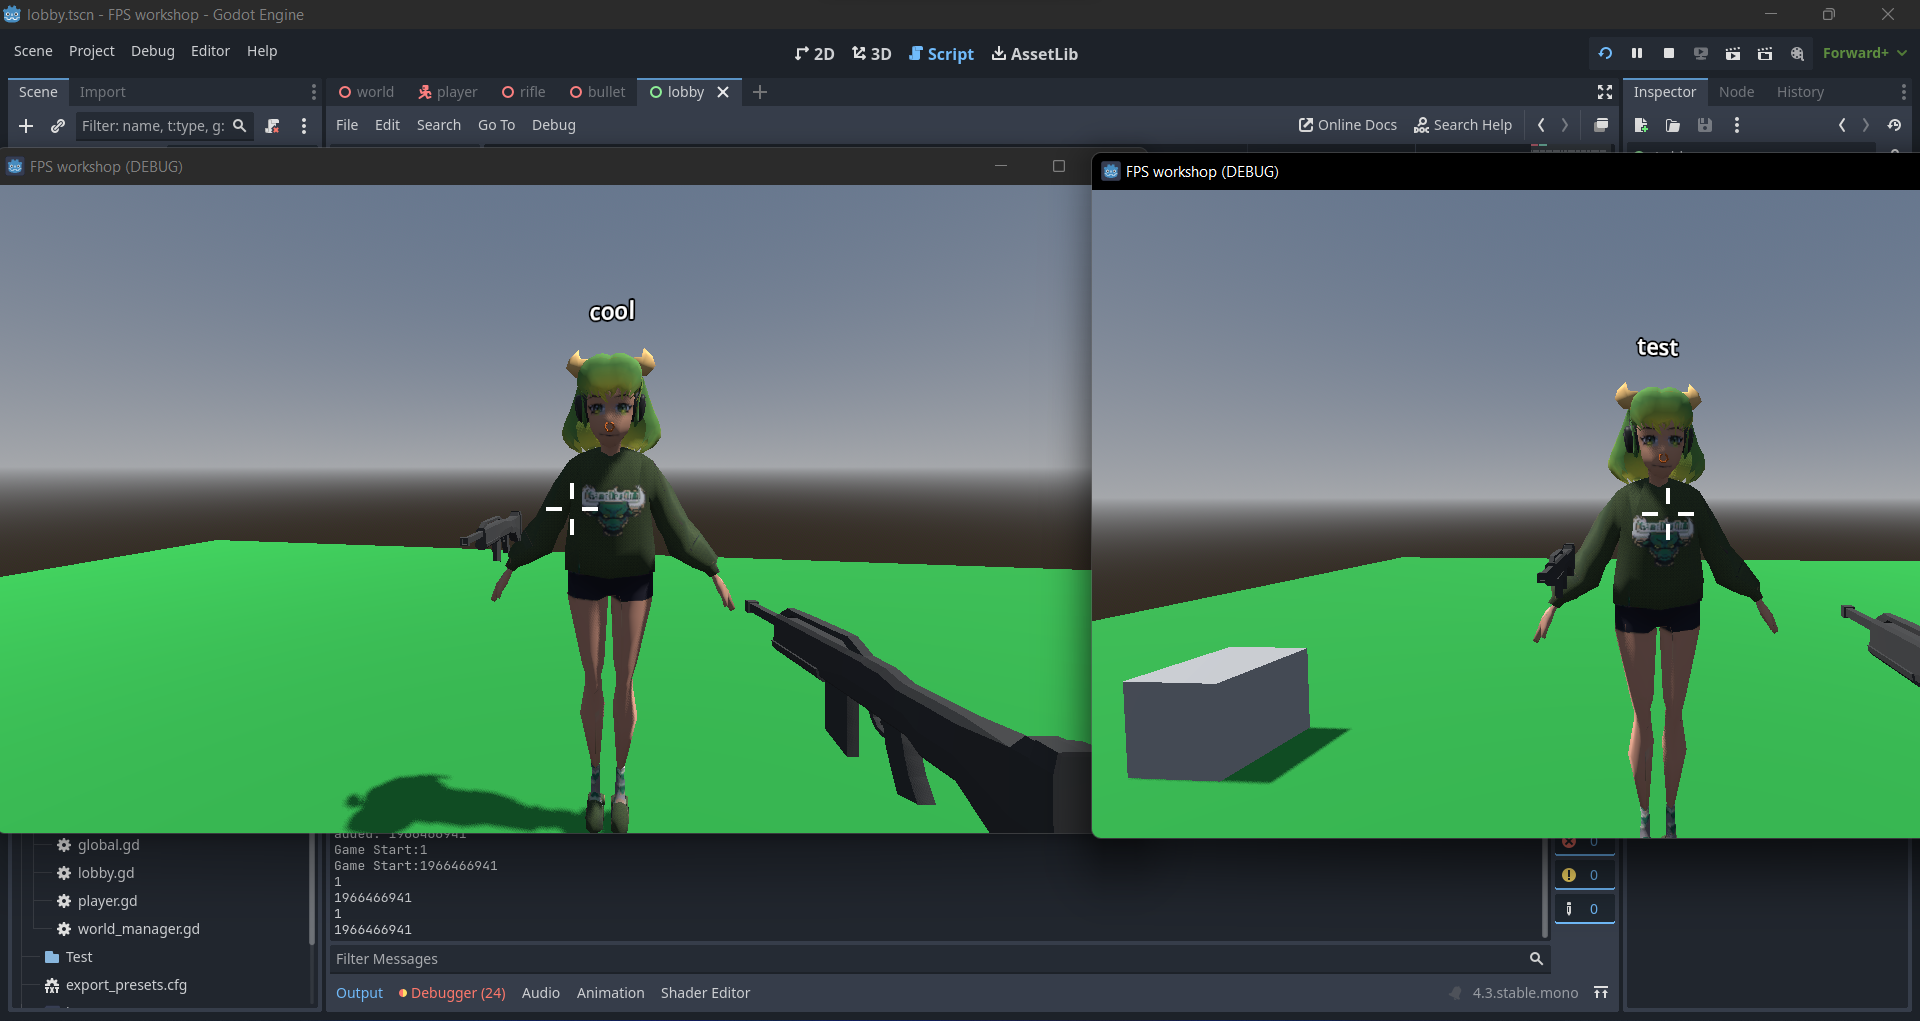 lobby.tscn - FPS workshop - Godot Engine
Scene Project Debug Editor Help
2D 3D Script AssetLib
Forward+
Scene Import
world player rifle bullet lobby
Inspector Node History
Filter: name, t:type, g:
File Edit Search Go To Debug
Online Docs Search Help
FPS workshop (DEBUG)
FPS workshop (DEBUG)
cool
test
global.gd
lobby.gd
player.gd
world_manager.gd
Test
export_presets.cfg
added: 1966466941
Game Start:1
Game Start:1966466941
1
1966466941
1
1966466941
0
0
0
Filter Messages
Output Debugger (24) Audio Animation Shader Editor
4.3.stable.mono